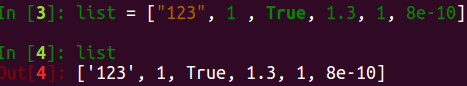 In [3]: list = ["123", 1 , True, 1.3, 1, 8e-10]
In [4]: list
Out[4]: ['123', 1, True, 1.3, 1, 8e-10]